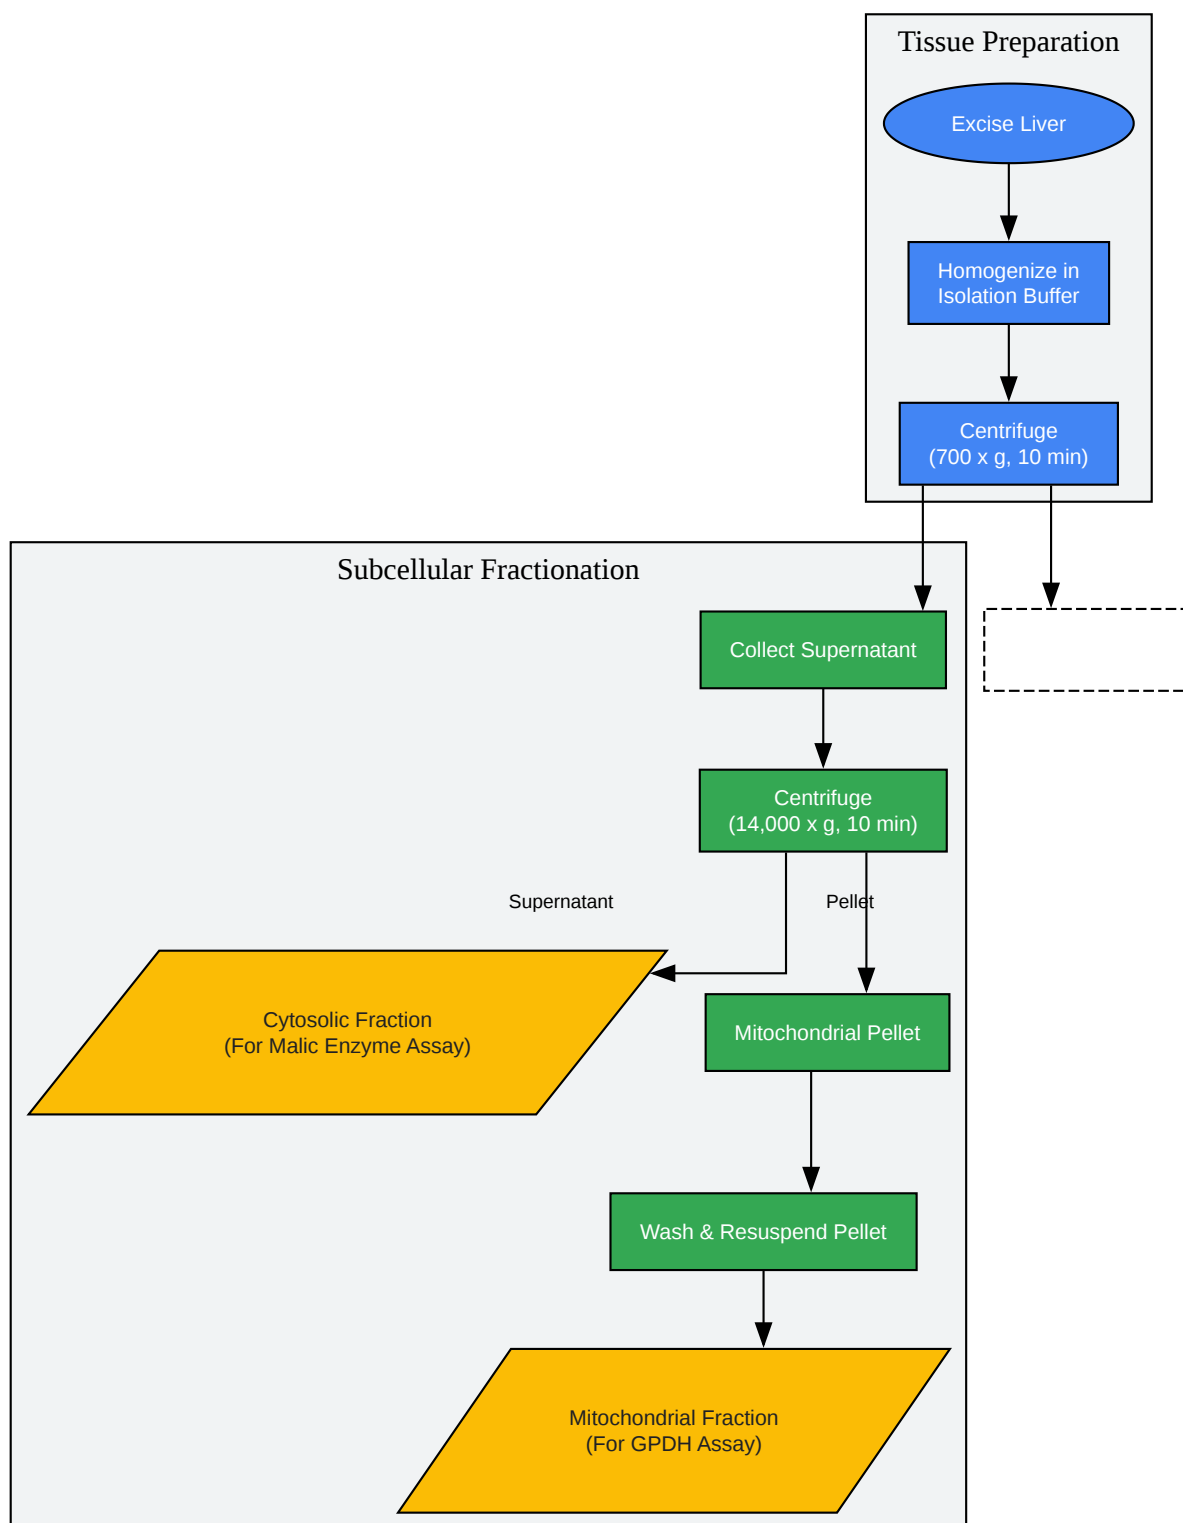 Tissue Preparation
Excise Liver
Homogenize in
Isolation Buffer
Centrifuge
(700 x g, 10 min)
Subcellular Fractionation
Collect Supernatant
Centrifuge
(14,000 x g, 10 min)
Supernatant
Pellet
Cytosolic Fraction
(For Malic Enzyme Assay)
Mitochondrial Pellet
Wash & Resuspend Pellet
Mitochondrial Fraction
(For GPDH Assay)